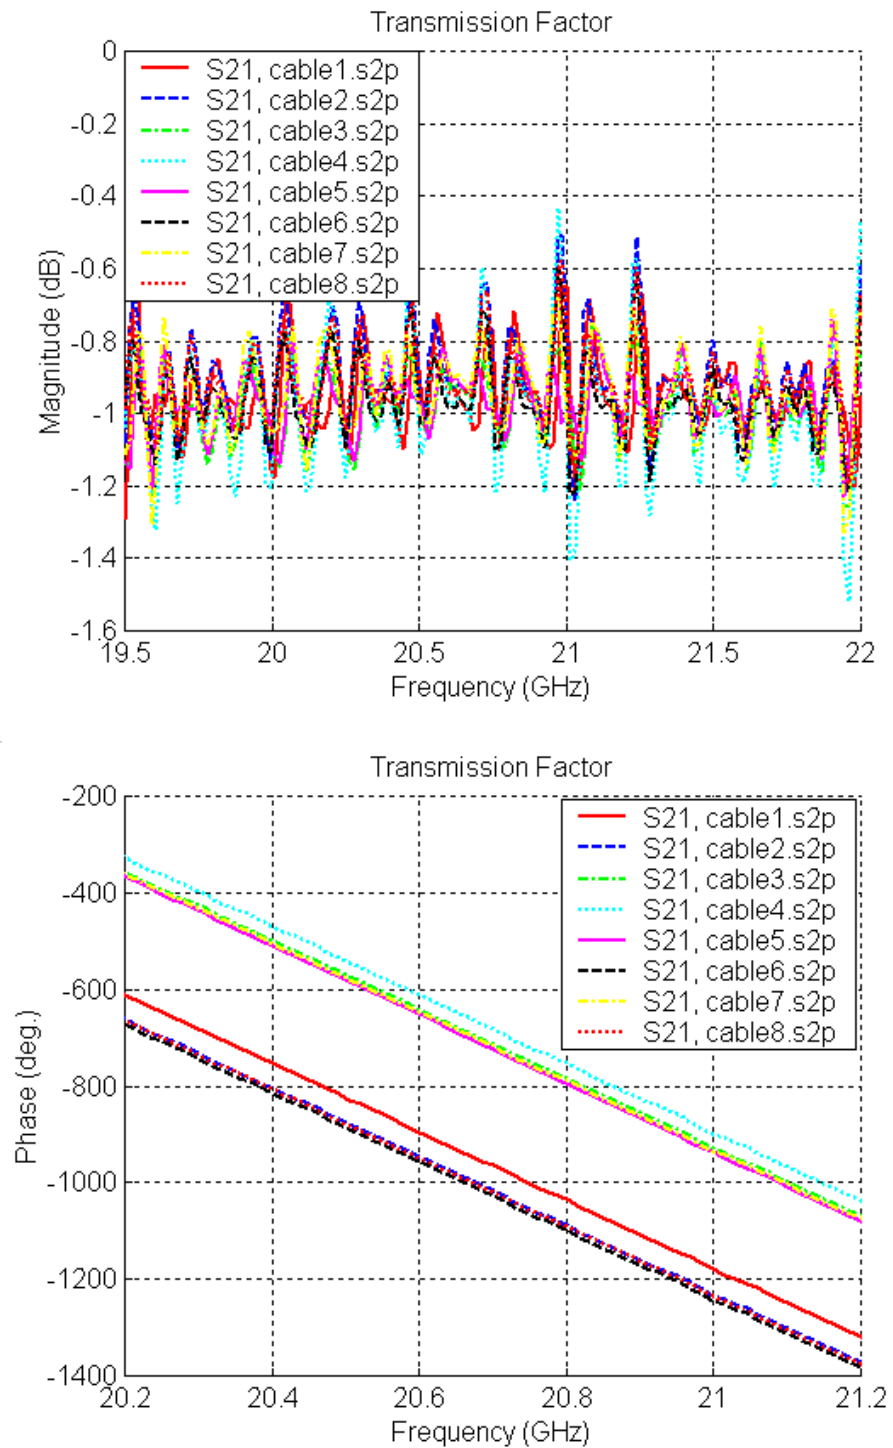 Transmission Factor
0
-0.2
-0.4
-0.6
-0.8
-1
-1.2
-1.4
-1.6
Magnitude (dB)
S21, cable1.s2p
S21, cable2.s2p
S21, cable3.s2p
S21, cable4.s2p
S21, cable5.s2p
S21, cable6.s2p
S21, cable7.s2p
S21, cable8.s2p
19.5 20 20.5 21 21.5 22
Frequency (GHz)
Transmission Factor
-200
-400
-600
-800
-1000
-1200
-1400
Phase (deg.)
S21, cable1.s2p
S21, cable2.s2p
S21, cable3.s2p
S21, cable4.s2p
S21, cable5.s2p
S21, cable6.s2p
S21, cable7.s2p
S21, cable8.s2p
20.2 20.4 20.6 20.8 21 21.2
Frequency (GHz)